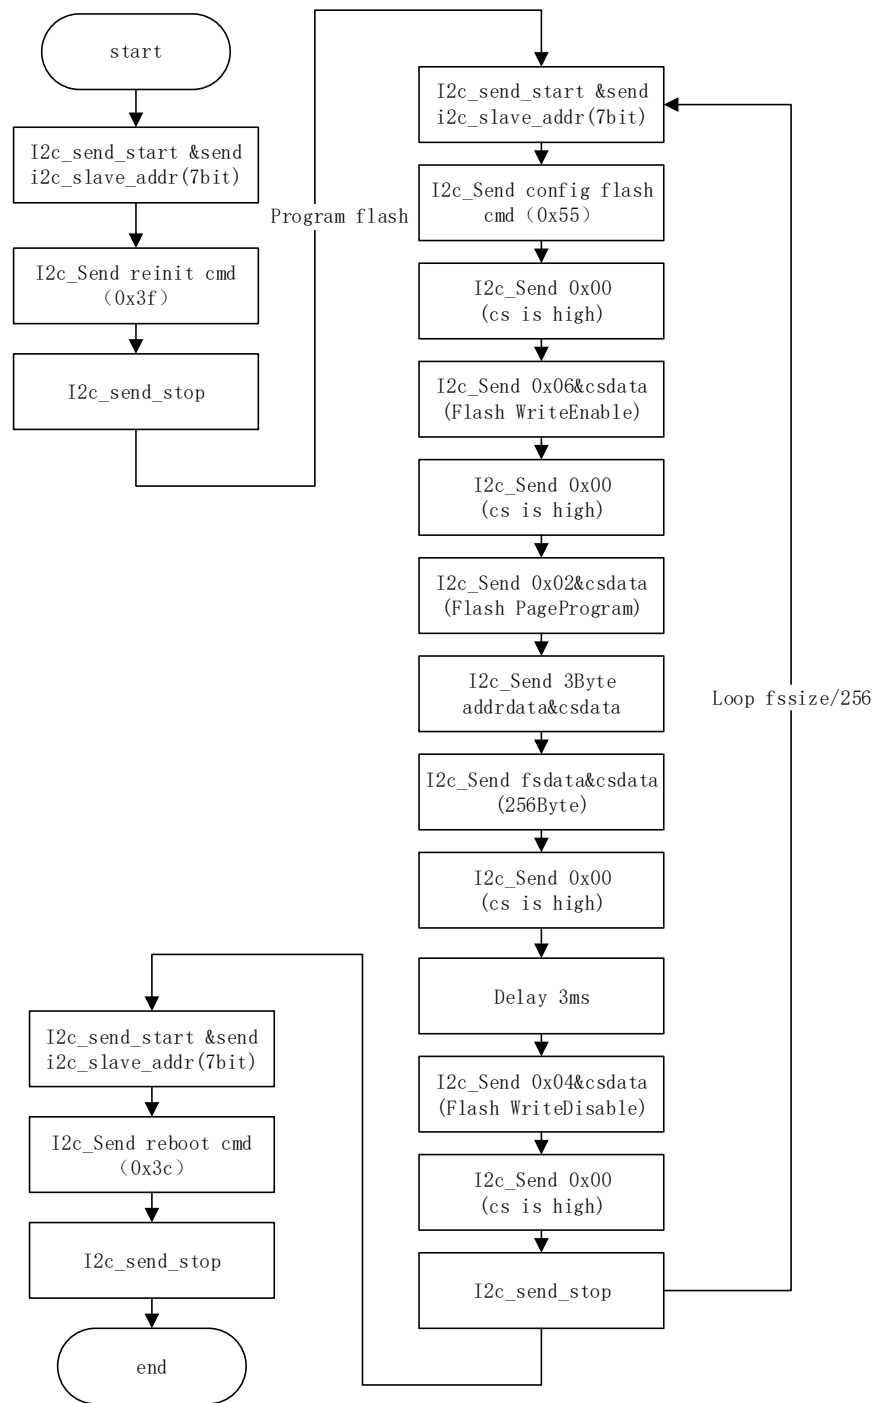 start
I2c_send_start &send
i2c_slave_addr(7bit)
I2c_Send reinit cmd
（0x3f）
I2c_send_stop
Program flash
I2c_send_start &send
i2c_slave_addr(7bit)
I2c_Send config flash
cmd（0x55）
I2c_Send 0x00
(cs is high)
I2c_Send 0x06&csdata
(Flash WriteEnable)
I2c_Send 0x00
(cs is high)
I2c_Send 0x02&csdata
(Flash PageProgram)
I2c_Send 3Byte
addrdata&csdata
I2c_Send fsdata&csdata
(256Byte)
I2c_Send 0x00
(cs is high)
Delay 3ms
I2c_Send 0x04&csdata
(Flash WriteDisable)
I2c_Send 0x00
(cs is high)
I2c_send_stop
Loop fssize/256
I2c_send_start &send
i2c_slave_addr(7bit)
I2c_Send reboot cmd
（0x3c）
I2c_send_stop
end